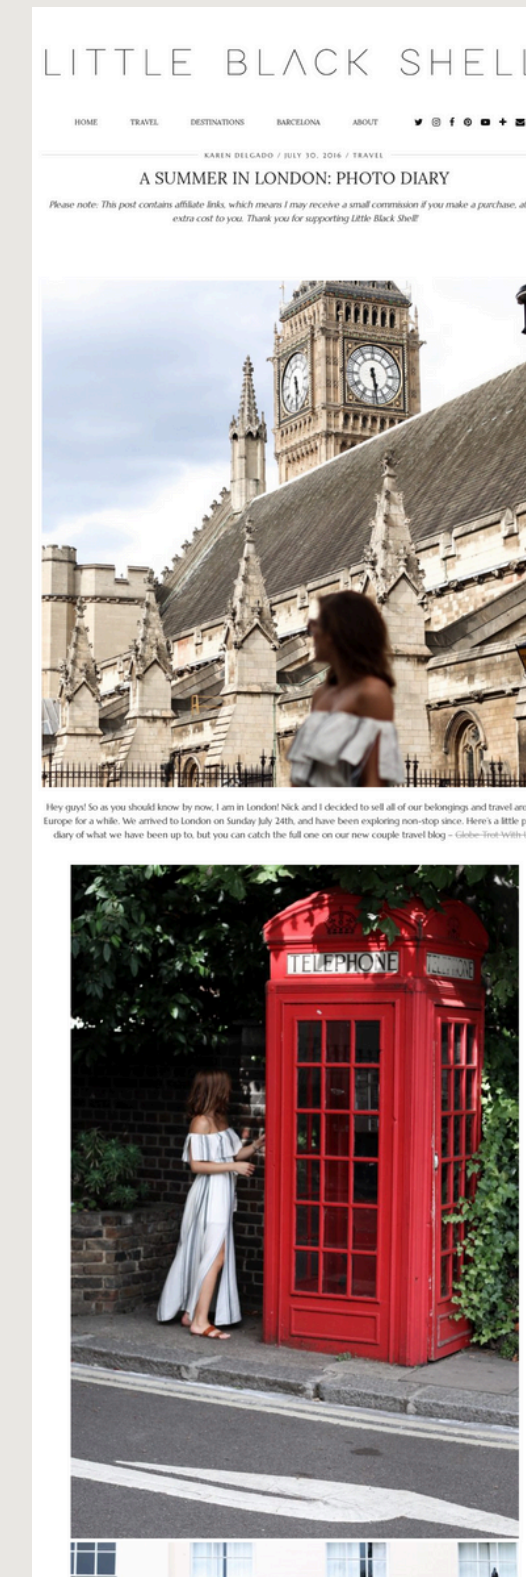 LITTLE BLACK SHELL
HOME TRAVEL DESTINATIONS BARCELONA ABOUT
KAREN DELGADO / JULY 30, 2016 / TRAVEL
A SUMMER IN LONDON: PHOTO DIARY
Please note: This post contains affiliate links, which means I may receive a small commission if you make a purchase, at
extra cost to you. Thank you for supporting Little Black Shell!
Hey guys! So as you should know by now, I am in London! Nick and I decided to sell all of our belongings and travel
Europe for a while. We arrived to London on Sunday July 24th, and have been exploring non-stop since. Here's a little
diary of what we have been up to, but you can catch the full one on our new couple travel blog – Globe Trot With
TELEPHONE
TELEPHONE